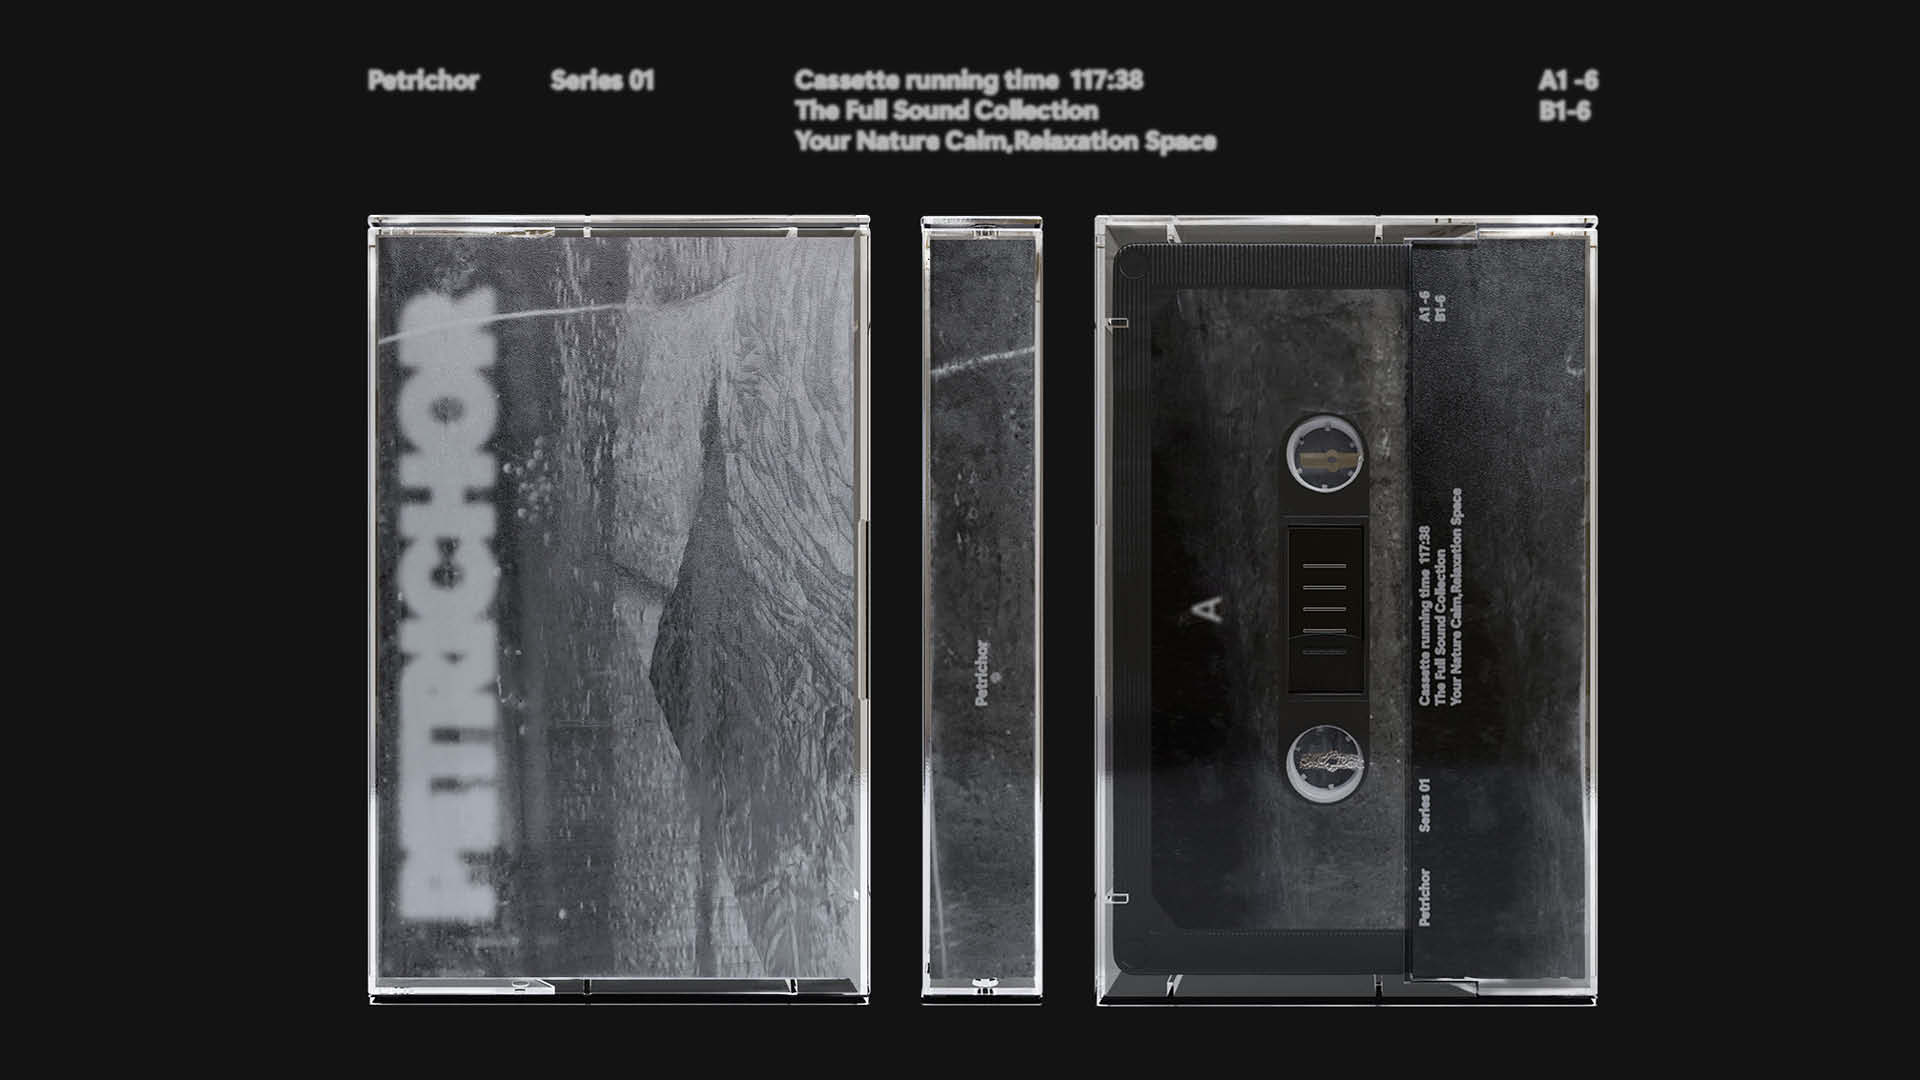 Petrichor
Series 01
Cassette running time 117:38
The Full Sound Collection
Your Nature Calm,Relaxation Space
A1 -6
B1-6
PETRICHOR
Petrichor
A
A1 -6
B1-6
Cassette running time 117:38
The Full Sound Collection
Your Nature Calm,Relaxation Space
Series 01
Petrichor